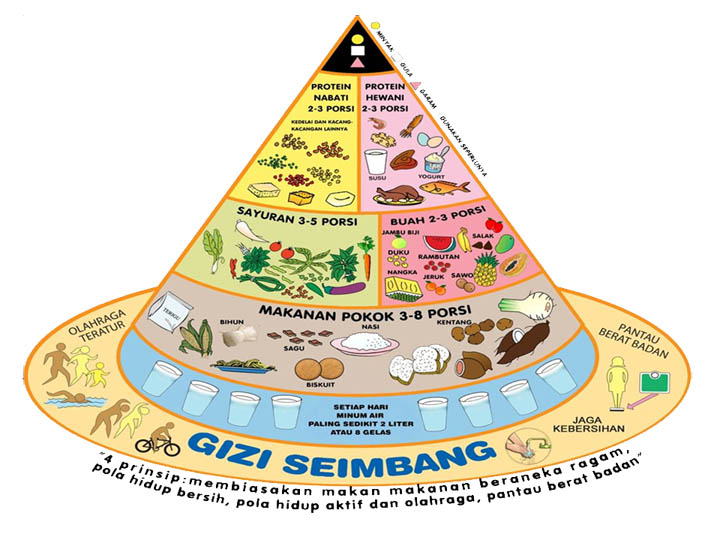 MINYAK
GULA
GARAM
GUNAKAN SEPERLUNYA
PROTEIN
NABATI
2-3 PORSI
KEDELAI DAN KACANG-
KACANGAN LAINNYA
PROTEIN
HEWANI
2-3 PORSI
SUSU
YOGURT
SAYURAN 3-5 PORSI
BUAH 2-3 PORSI
JAMBU BIJI
SALAK
DUKU
RAMBUTAN
NANGKA
JERUK
SAWO
MAKANAN POKOK 3-8 PORSI
TERIGU
BIHUN
NASI
KENTANG
SAGU
BISKUIT
OLAHRAGA
TERATUR
PANTAU
BERAT BADAN
SETIAP HARI
MINUM AIR
PALING SEDIKIT 2 LITER
ATAU 8 GELAS
JAGA
KEBERSIHAN
GIZI SEIMBANG
"4 prinsip:membiasakan makan makanan beraneka ragam,
pola hidup bersih, pola hidup aktif dan olahraga, pantau berat badan"